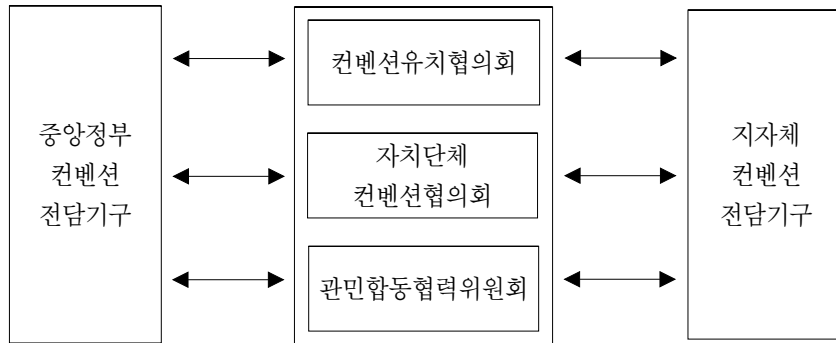 중앙정부
컨벤션
전담기구
컨벤션유치협의회
자치단체
컨벤션협의회
관민합동협력위원회
지자체
컨벤션
전담기구